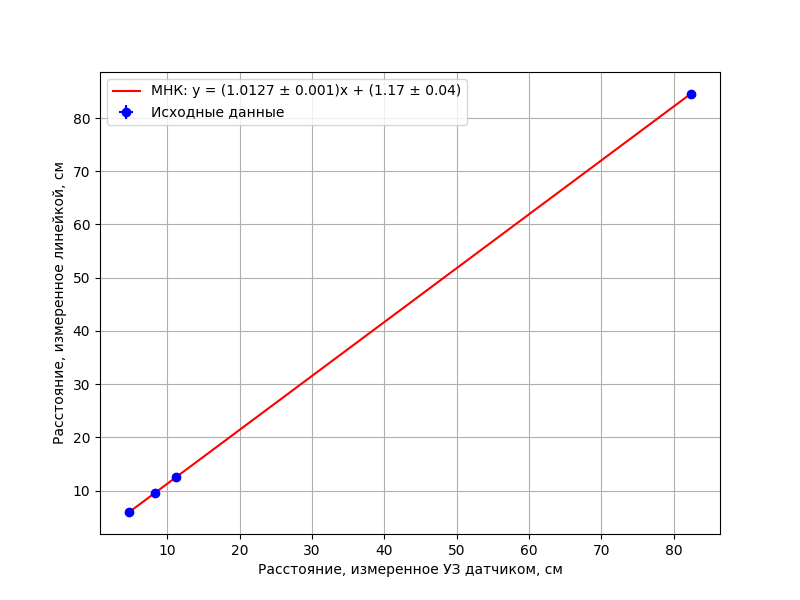 МНК: y = (1.0127 ± 0.001)x + (1.17 ± 0.04)
Исходные данные
Расстояние, измеренное линейкой, см
80
70
60
50
40
30
20
10
10 20 30 40 50 60 70 80
Расстояние, измеренное УЗ датчиком, см